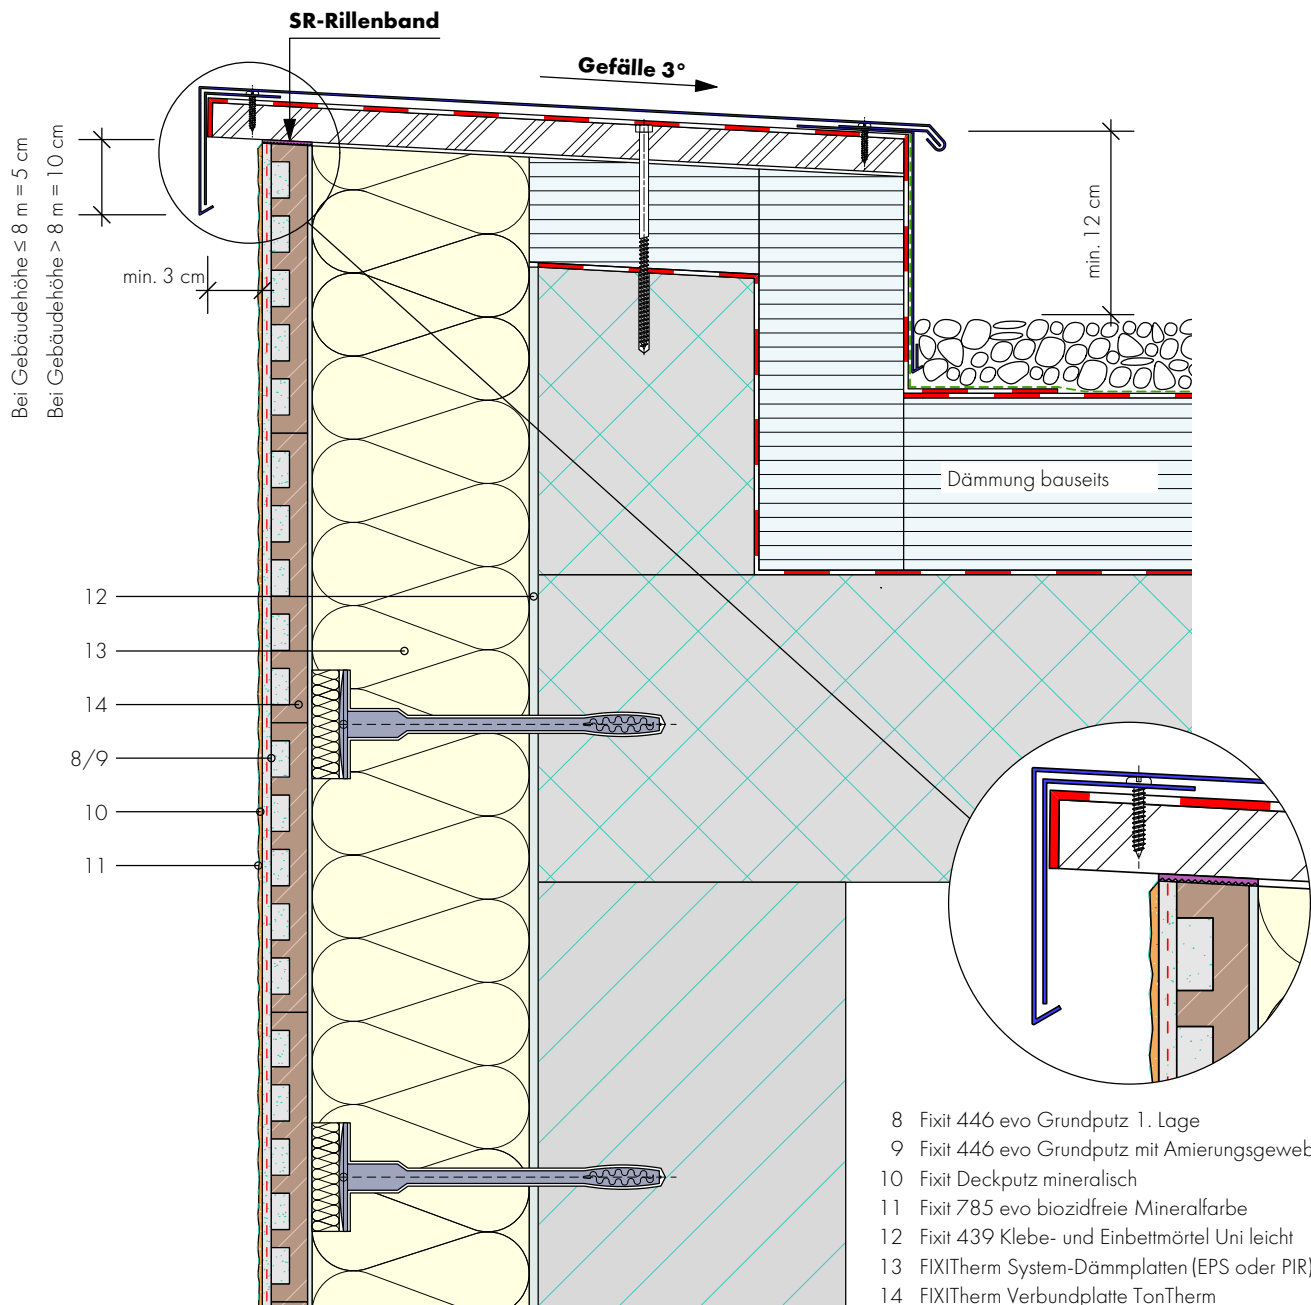 SR-Rillenband
Gefälle 3°
Bei Gebäudehöhe ≤ 8 m = 5 cm
Bei Gebäudehöhe > 8 m = 10 cm
min. 3 cm
min. 12 cm
Dämmung bauseits
12
13
14
8/9
10
11
8 Fixit 446 evo Grundputz 1. Lage
9 Fixit 446 evo Grundputz mit Amierungsgeweb
10 Fixit Deckputz mineralisch
11 Fixit 785 evo biozidfreie Mineralfarbe
12 Fixit 439 Klebe- und Einbettmörtel Uni leicht
13 FIXITherm System-Dämmplatten (EPS oder PIR)
14 FIXITherm Verbundplatte TonTherm